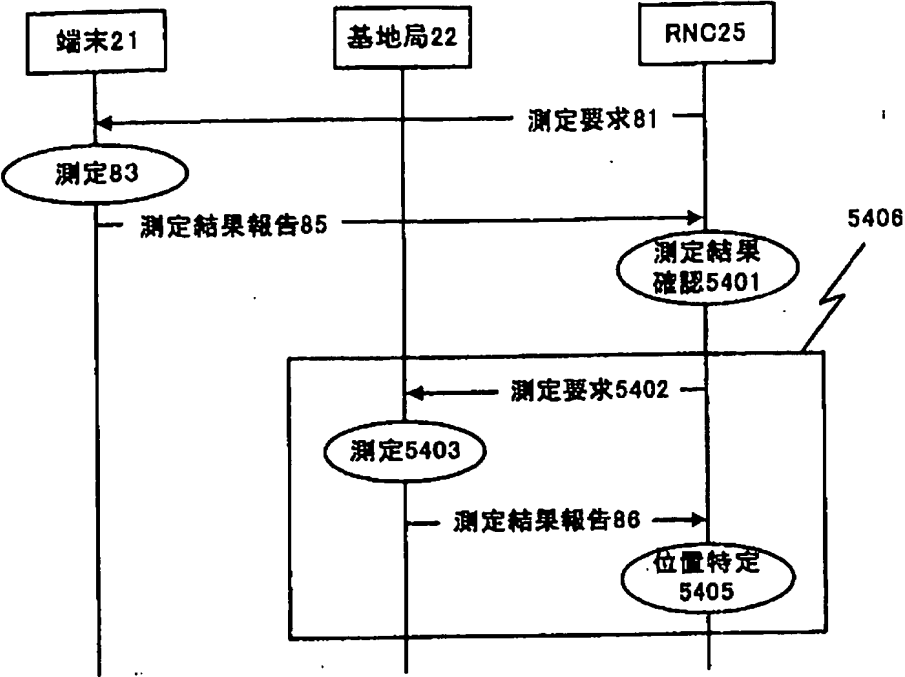 端末21
基地局22
RNC25
測定要求81
測定83
測定結果報告85
5406
測定結果
確認5401
測定要求5402
測定5403
測定結果報告86
位置特定
5405